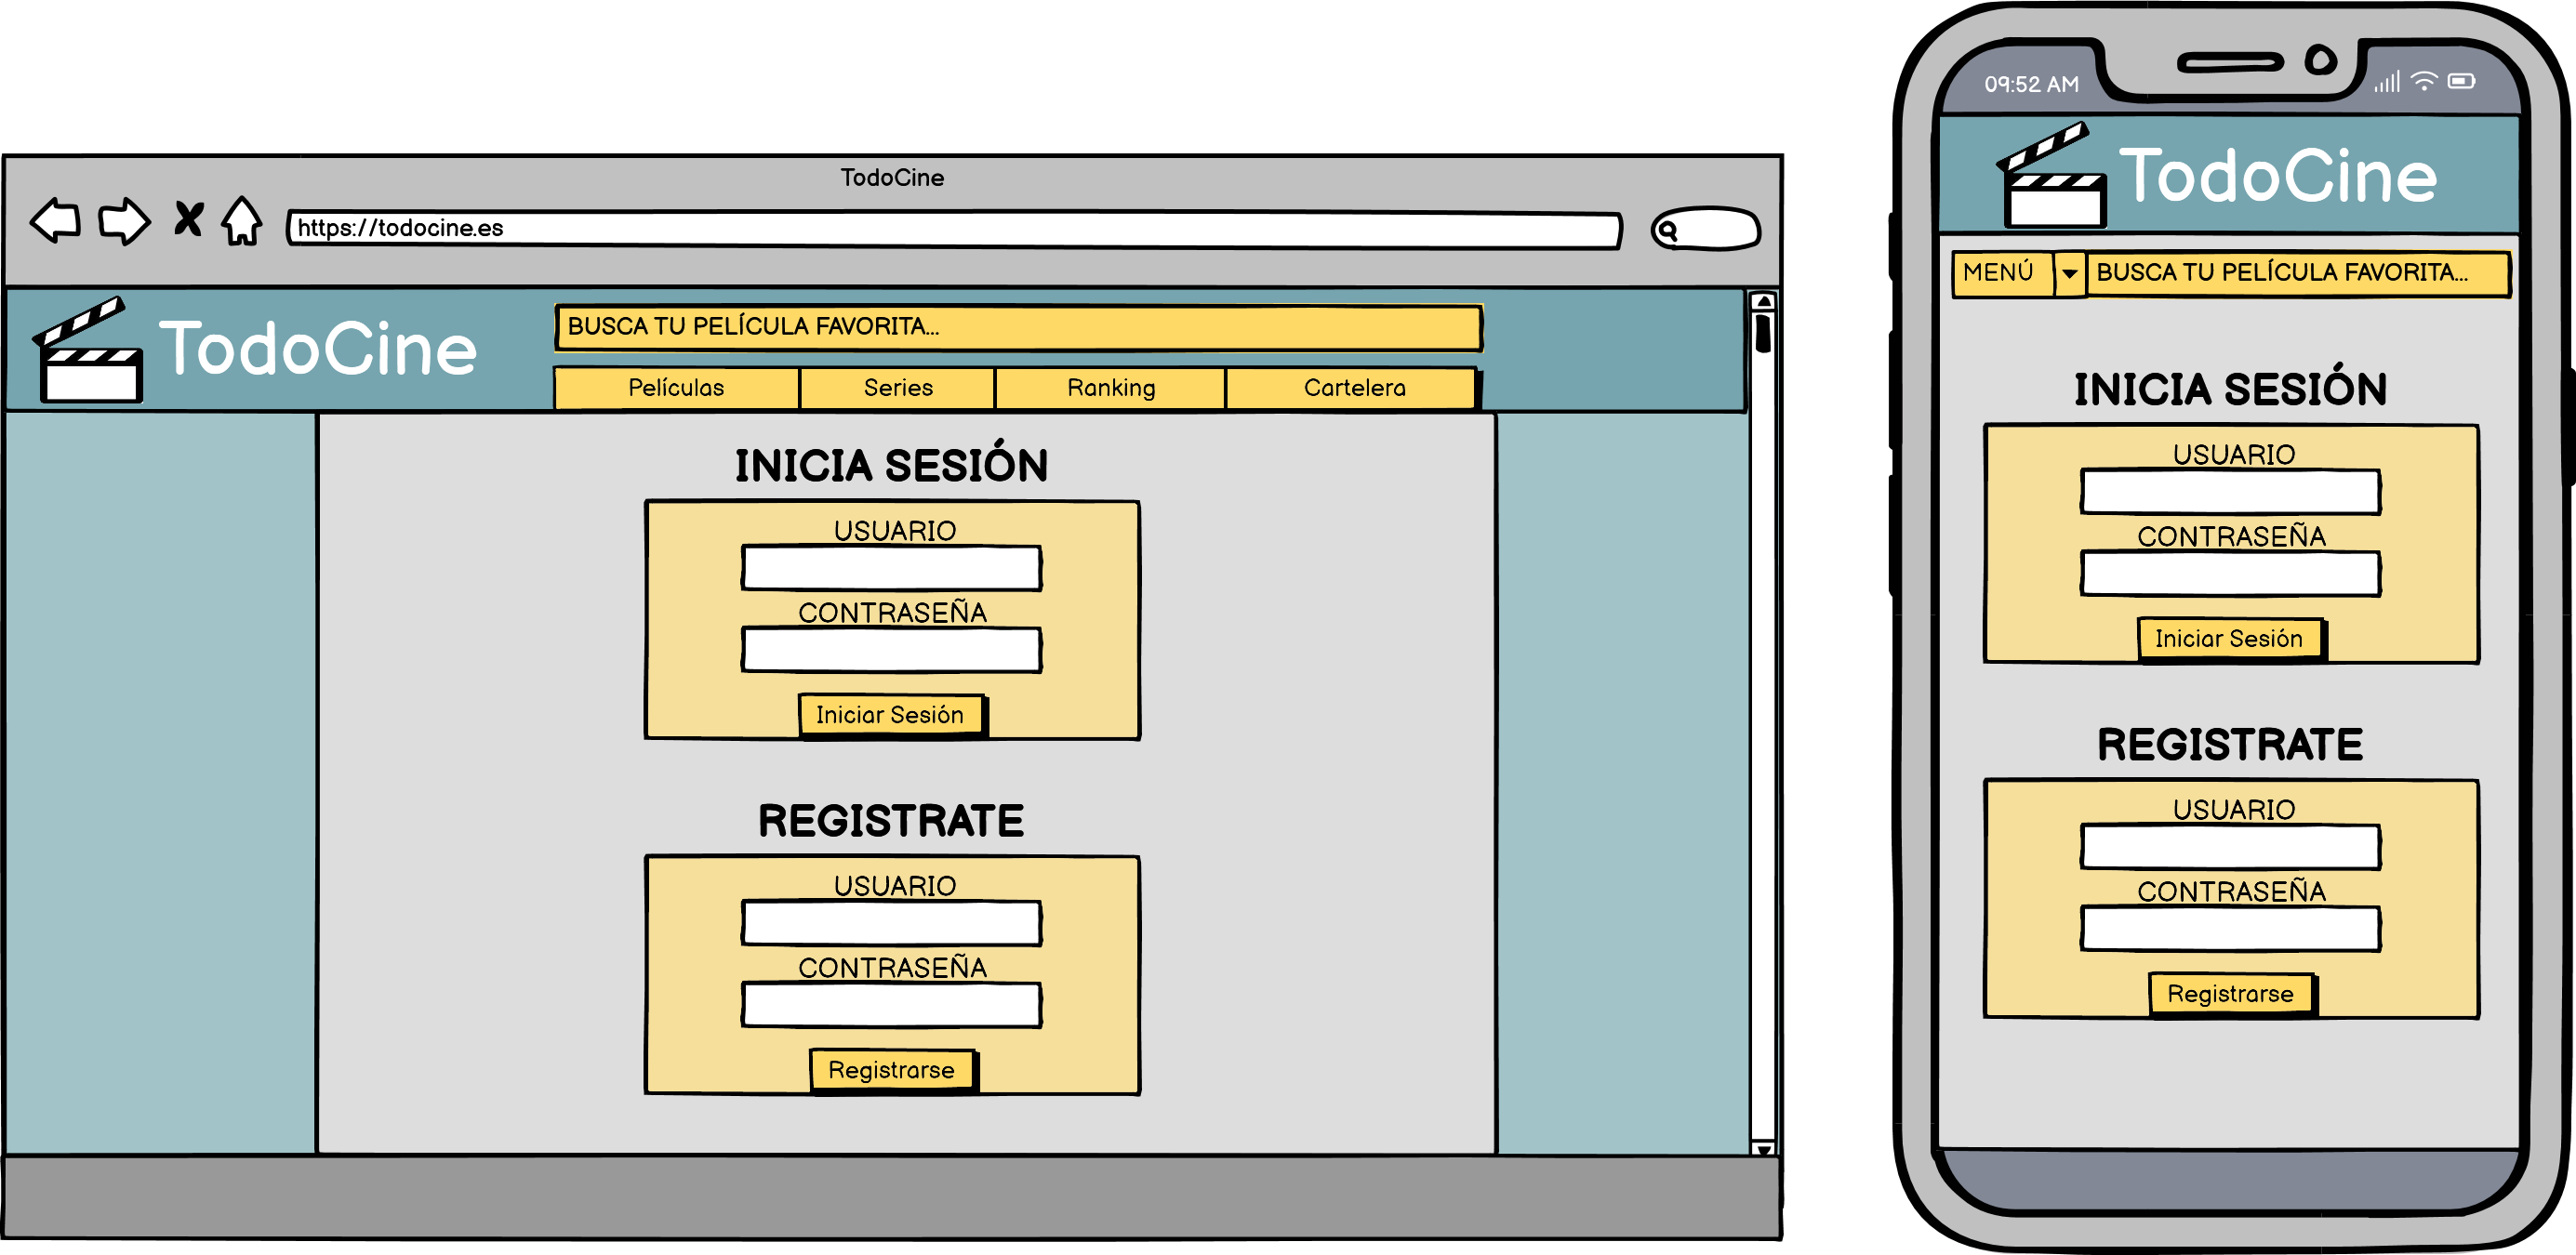 TodoCine
https://todocine.es
TodoCine
BUSCA TU PELÍCULA FAVORITA...
Películas Series Ranking Cartelera
INICIA SESIÓN
USUARIO
CONTRASEÑA
Iniciar Sesión
REGISTRATE
USUARIO
CONTRASEÑA
Registrarse
09:52 AM
TodoCine
MENÚ BUSCA TU PELÍCULA FAVORITA...
INICIA SESIÓN
USUARIO
CONTRASEÑA
Iniciar Sesión
REGISTRATE
USUARIO
CONTRASEÑA
Registrarse